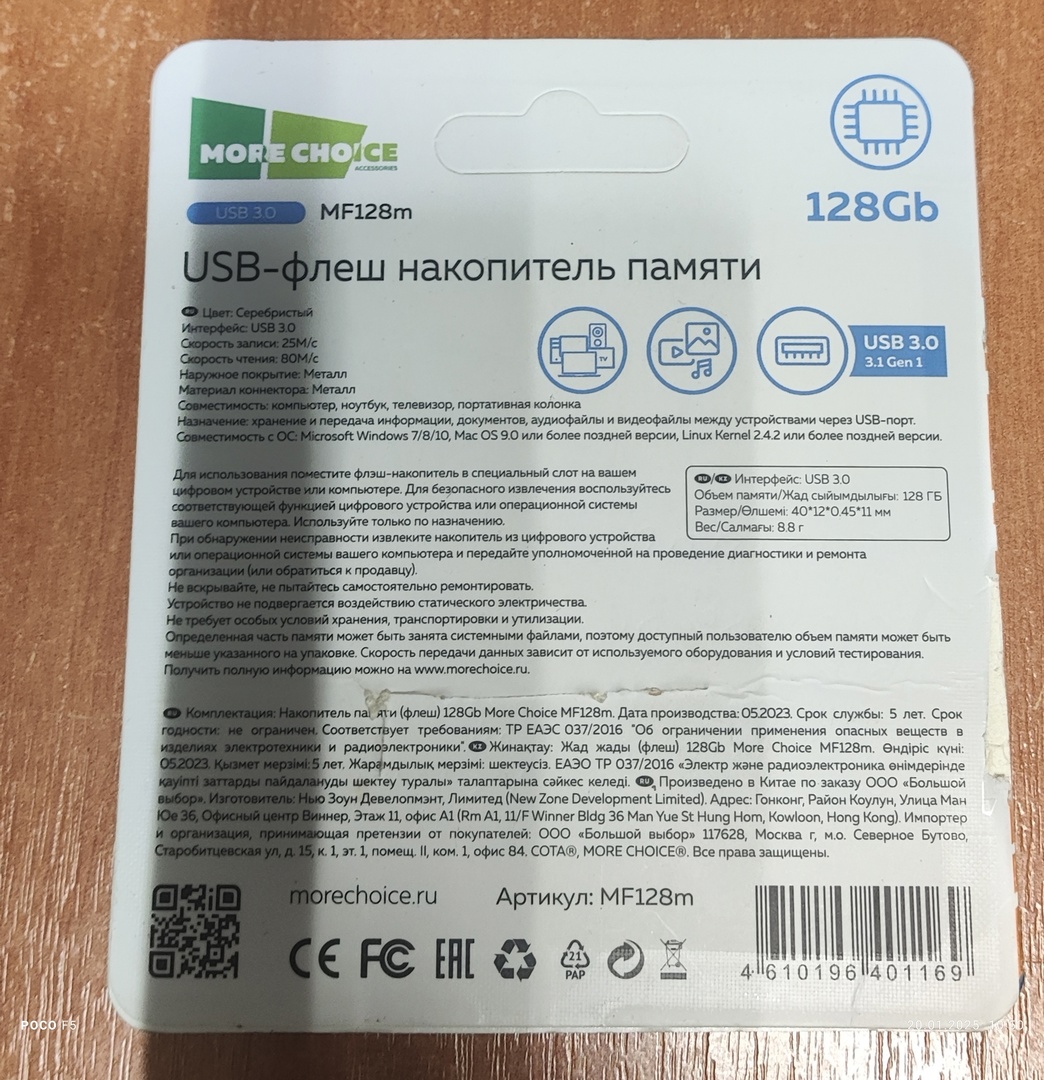 MORE CHOICE
ACCESSORIES
USB 3.0 MF128m
128Gb
USB-флеш накопитель памяти
RU Цвет: Серебристый
Интерфейс: USB 3.0
Скорость записи: 25М/с
Скорость чтения: 80М/с
Наружное покрытие: Металл
Материал коннектора: Металл
Совместимость: компьютер, ноутбук, телевизор, портативная колонка
Назначение: хранение и передача информации, документов, аудиофайлы и видеофайлы между устройствами через USB-порт.
Совместимость с ОС: Microsoft Windows 7/8/10, Mac OS 9.0 или более поздней версии, Linux Kernel 2.4.2 или более поздней версии.
TV
USB 3.0
3.1 Gen 1
Для использования поместите флэш-накопитель в специальный слот на вашем
цифровом устройстве или компьютере. Для безопасного извлечения воспользуйтесь
соответствующей функцией цифрового устройства или операционной системы
вашего компьютера. Используйте только по назначению.
При обнаружении неисправности извлеките накопитель из цифрового устройства
или операционной системы вашего компьютера и передайте уполномоченной на проведение диагностики и ремонта
организации (или обратиться к продавцу).
Не вскрывайте, не пытайтесь самостоятельно ремонтировать.
Устройство не подвергается воздействию статического электричества.
Не требует особых условий хранения, транспортировки и утилизации.
Определенная часть памяти может быть занята системными файлами, поэтому доступный пользователю объем памяти может быть
меньше указанного на упаковке. Скорость передачи данных зависит от используемого оборудования и условий тестирования.
Получить полную информацию можно на www.morechoice.ru.
RU/KZ Интерфейс: USB 3.0
Объем памяти/Жад сыйымдылығы: 128 ГБ
Размер/Өлшемі: 40*12*0.45*11 мм
Вес/Салмағы: 8.8 г
RU Комплектация: Накопитель памяти (флеш) 128Gb More Choice MF128m. Дата производства: 05.2023. Срок службы: 5 лет. Срок
годности: не ограничен. Соответствует требованиям: ТР ЕАЭС 037/2016 "Об ограничении применения опасных веществ в
изделиях электротехники и радиоэлектроники". KZ Жинақтау: Жад жады (флеш) 128Gb More Choice MF128m. Өндіріс күні:
05.2023. Қызмет мерзімі: 5 лет. Жарамдылық мерзімі: шектеусіз. ЕАЭО ТР 037/2016 «Электр және радиоэлектроника өнімдерінде
қауіпті заттарды пайдалануды шектеу туралы» талаптарына сәйкес келеді. RU Произведено в Китае по заказу ООО «Большой
выбор». Изготовитель: Нью Зоун Девелопмэнт, Лимитед (New Zone Development Limited). Адрес: Гонконг, Район Коулун, Улица Ман
Юе 36, Офисный центр Виннер, Этаж 11, офис А1 (Rm A1, 11/F Winner Bldg 36 Man Yue St Hung Hom, Kowloon, Hong Kong). Импортер
и организация, принимающая претензии от покупателей: ООО «Большой выбор» 117628, Москва г, м.о. Северное Бутово,
Старобитцевская ул, д. 15, к. 1, эт. 1, помещ. II, ком. 1, офис 84. COTA®, MORE CHOICE®. Все права защищены.
morechoice.ru Артикул: MF128m
CE FC EAC 21
PAP
4 610196 401169
POCO F5